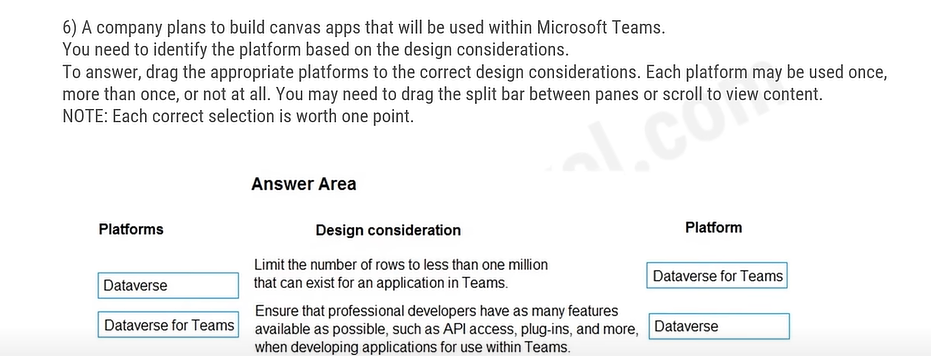 6) A company plans to build canvas apps that will be used within Microsoft Teams.
You need to identify the platform based on the design considerations.
To answer, drag the appropriate platforms to the correct design considerations. Each platform may be used once,
more than once, or not at all. You may need to drag the split bar between panes or scroll to view content.
NOTE: Each correct selection is worth one point.
Answer Area
Platforms
Design consideration
Platform
Dataverse
Limit the number of rows to less than one million
that can exist for an application in Teams.
Dataverse for Teams
Dataverse for Teams
Ensure that professional developers have as many features
available as possible, such as API access, plug-ins, and more,
when developing applications for use within Teams.
Dataverse